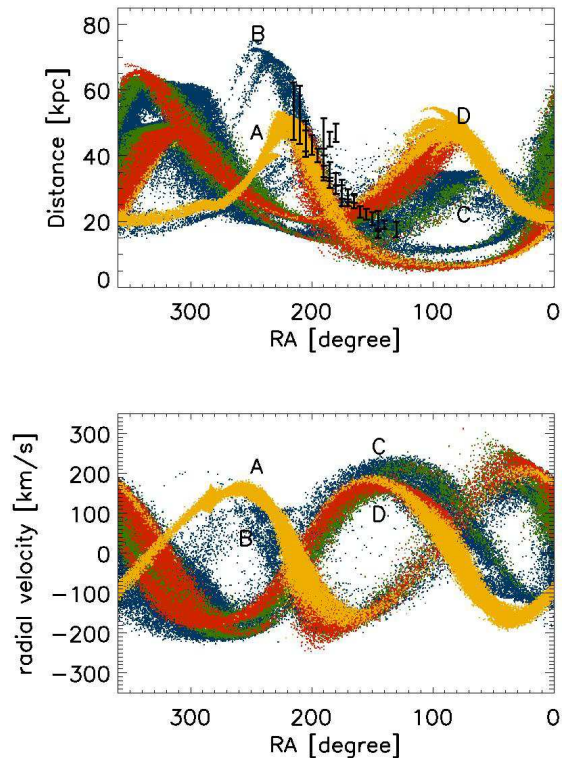 80
60
40
20
0
Distance [kpc]
B
A
D
C
300 200 100 0
RA [degree]
300
200
100
0
-100
-200
-300
radial velocity [km/s]
A
C
B
D
300 200 100 0
RA [degree]